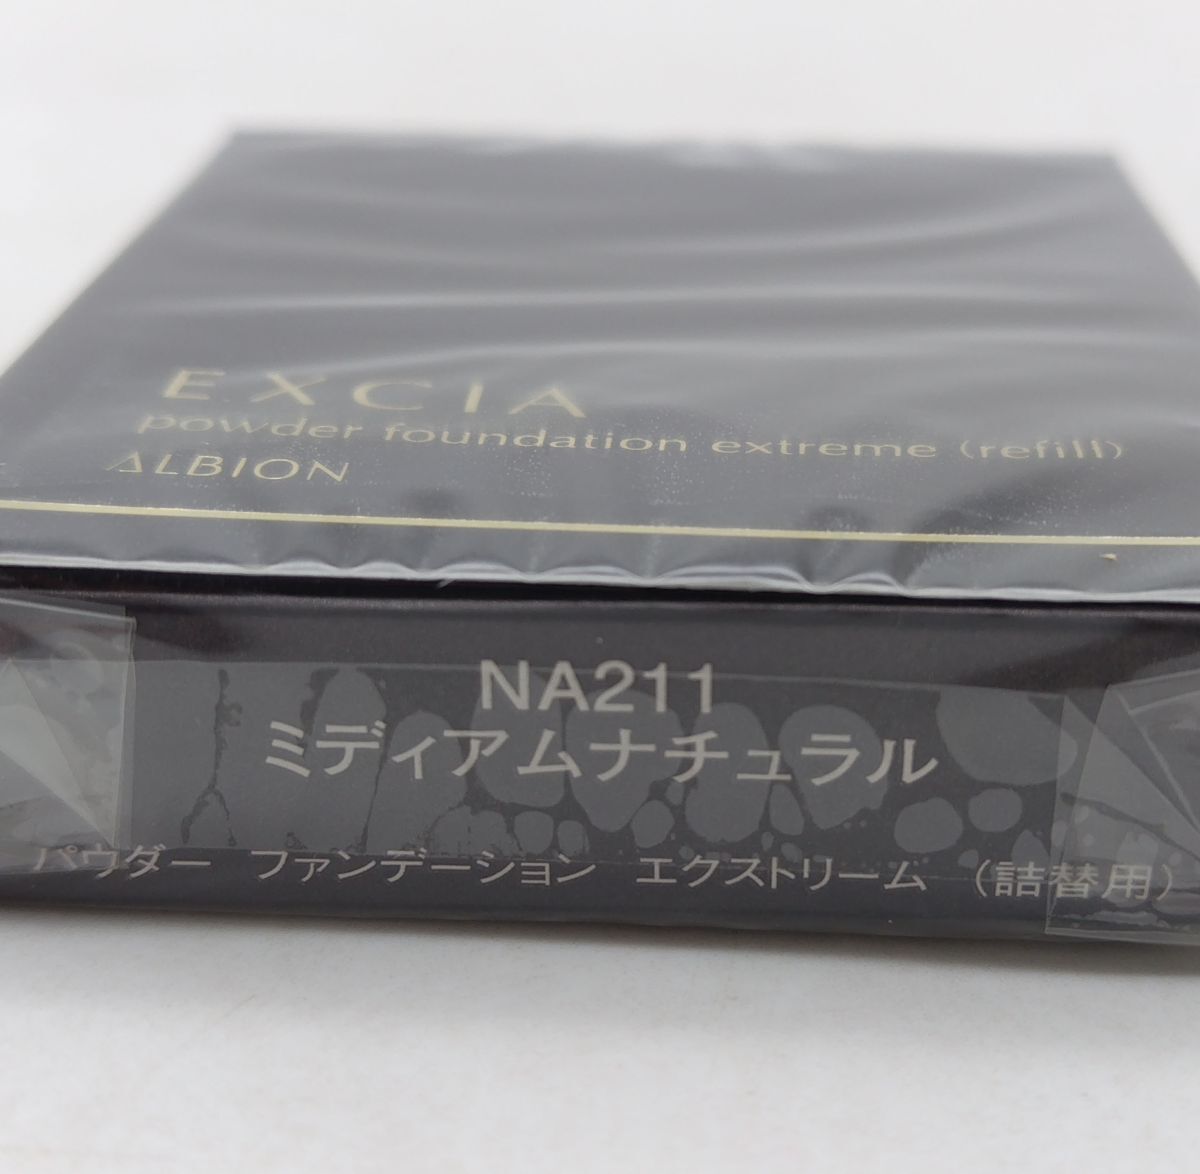 EXCIA
powder foundation extreme (refill)
ALBION
NA211
ミディアムナチュラル
パウダー ファンデーション エクストリーム (詰替用)